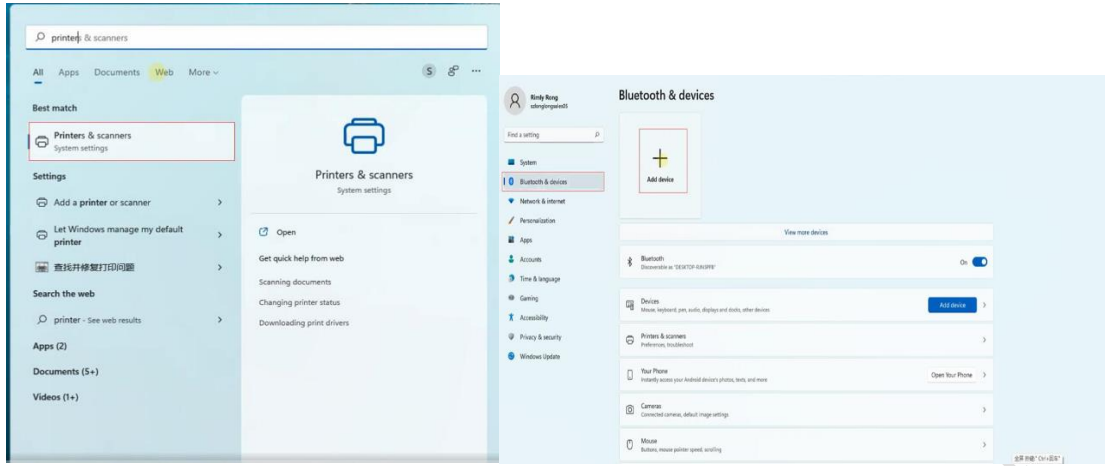 printers & scanners
All Apps Documents Web More
S
Best match
Printers & scanners
System settings
Settings
Add a printer or scanner
Let Windows manage my default
printer
查找并修复打印问题
Search the web
printer - See web results
Apps (2)
Documents (5+)
Videos (1+)
Printers & scanners
System settings
Open
Get quick help from web
Scanning documents
Changing printer status
Downloading print drivers
Rimly Rong
Find a setting
System
Bluetooth & devices
Network & internet
Personalization
Apps
Accounts
Time & language
Gaming
Accessibility
Privacy & security
Windows Update
Bluetooth & devices
Add device
View more devices
Bluetooth
Discoverable as
On
Devices
Mouse, keyboard, pen, audio, displays and docks, other devices
Add device
Printers & scanners
Preferences, troubleshoot
Your Phone
Instantly access your Android device's photos, texts, and more
Open Your Phone
Cameras
Connected cameras, default image settings
Mouse
Buttons, mouse pointer speed, scrolling